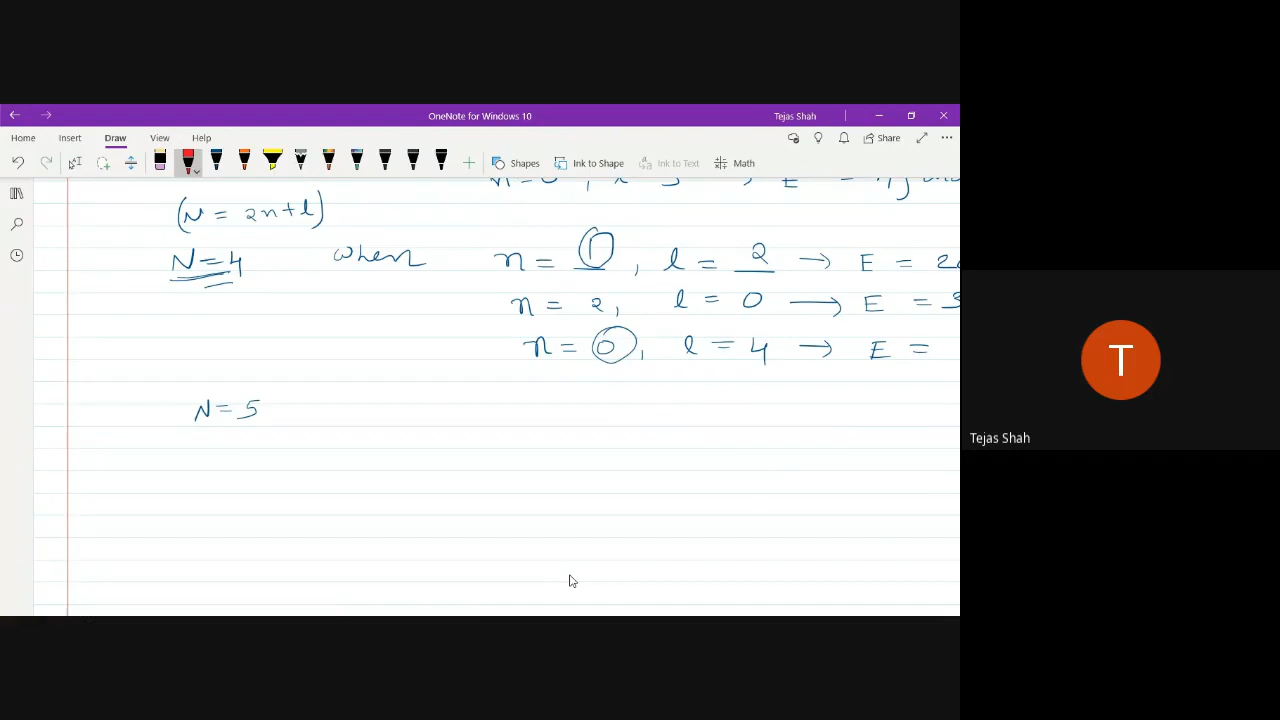 OneNote for Windows 10
Tejas Shah
Home Insert Draw View Help
Share
Shapes Ink to Shape Ink to Text Math
(N = 2n+l)
N=4 when n = 1, l = 2 → E =
n = 2, l = 0 → E =
n = 0, l = 4 → E =
N=5
T
Tejas Shah